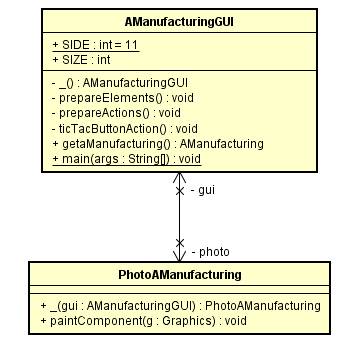 AManufacturingGUI
+ SIDE : int = 11
+ SIZE : int
- _() : AManufacturingGUI
- prepareElements() : void
- prepareActions() : void
- ticTacButtonAction() : void
+ getaManufacturing() : AManufacturing
+ main(args : String[]) : void
- gui
- photo
PhotoAManufacturing
+ _(gui : AManufacturingGUI) : PhotoAManufacturing
+ paintComponent(g : Graphics) : void